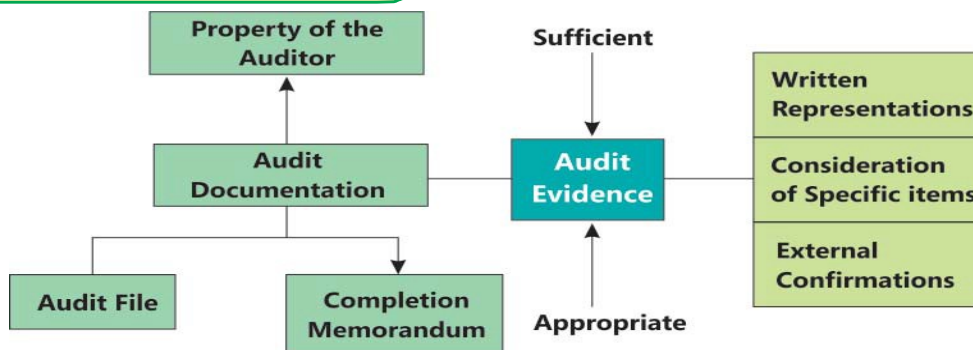 Property of the
Auditor
Sufficient
Written
Representations
Audit
Documentation
Audit
Evidence
Consideration
of Specific items
External
Confirmations
Audit File
Completion
Memorandum
Appropriate